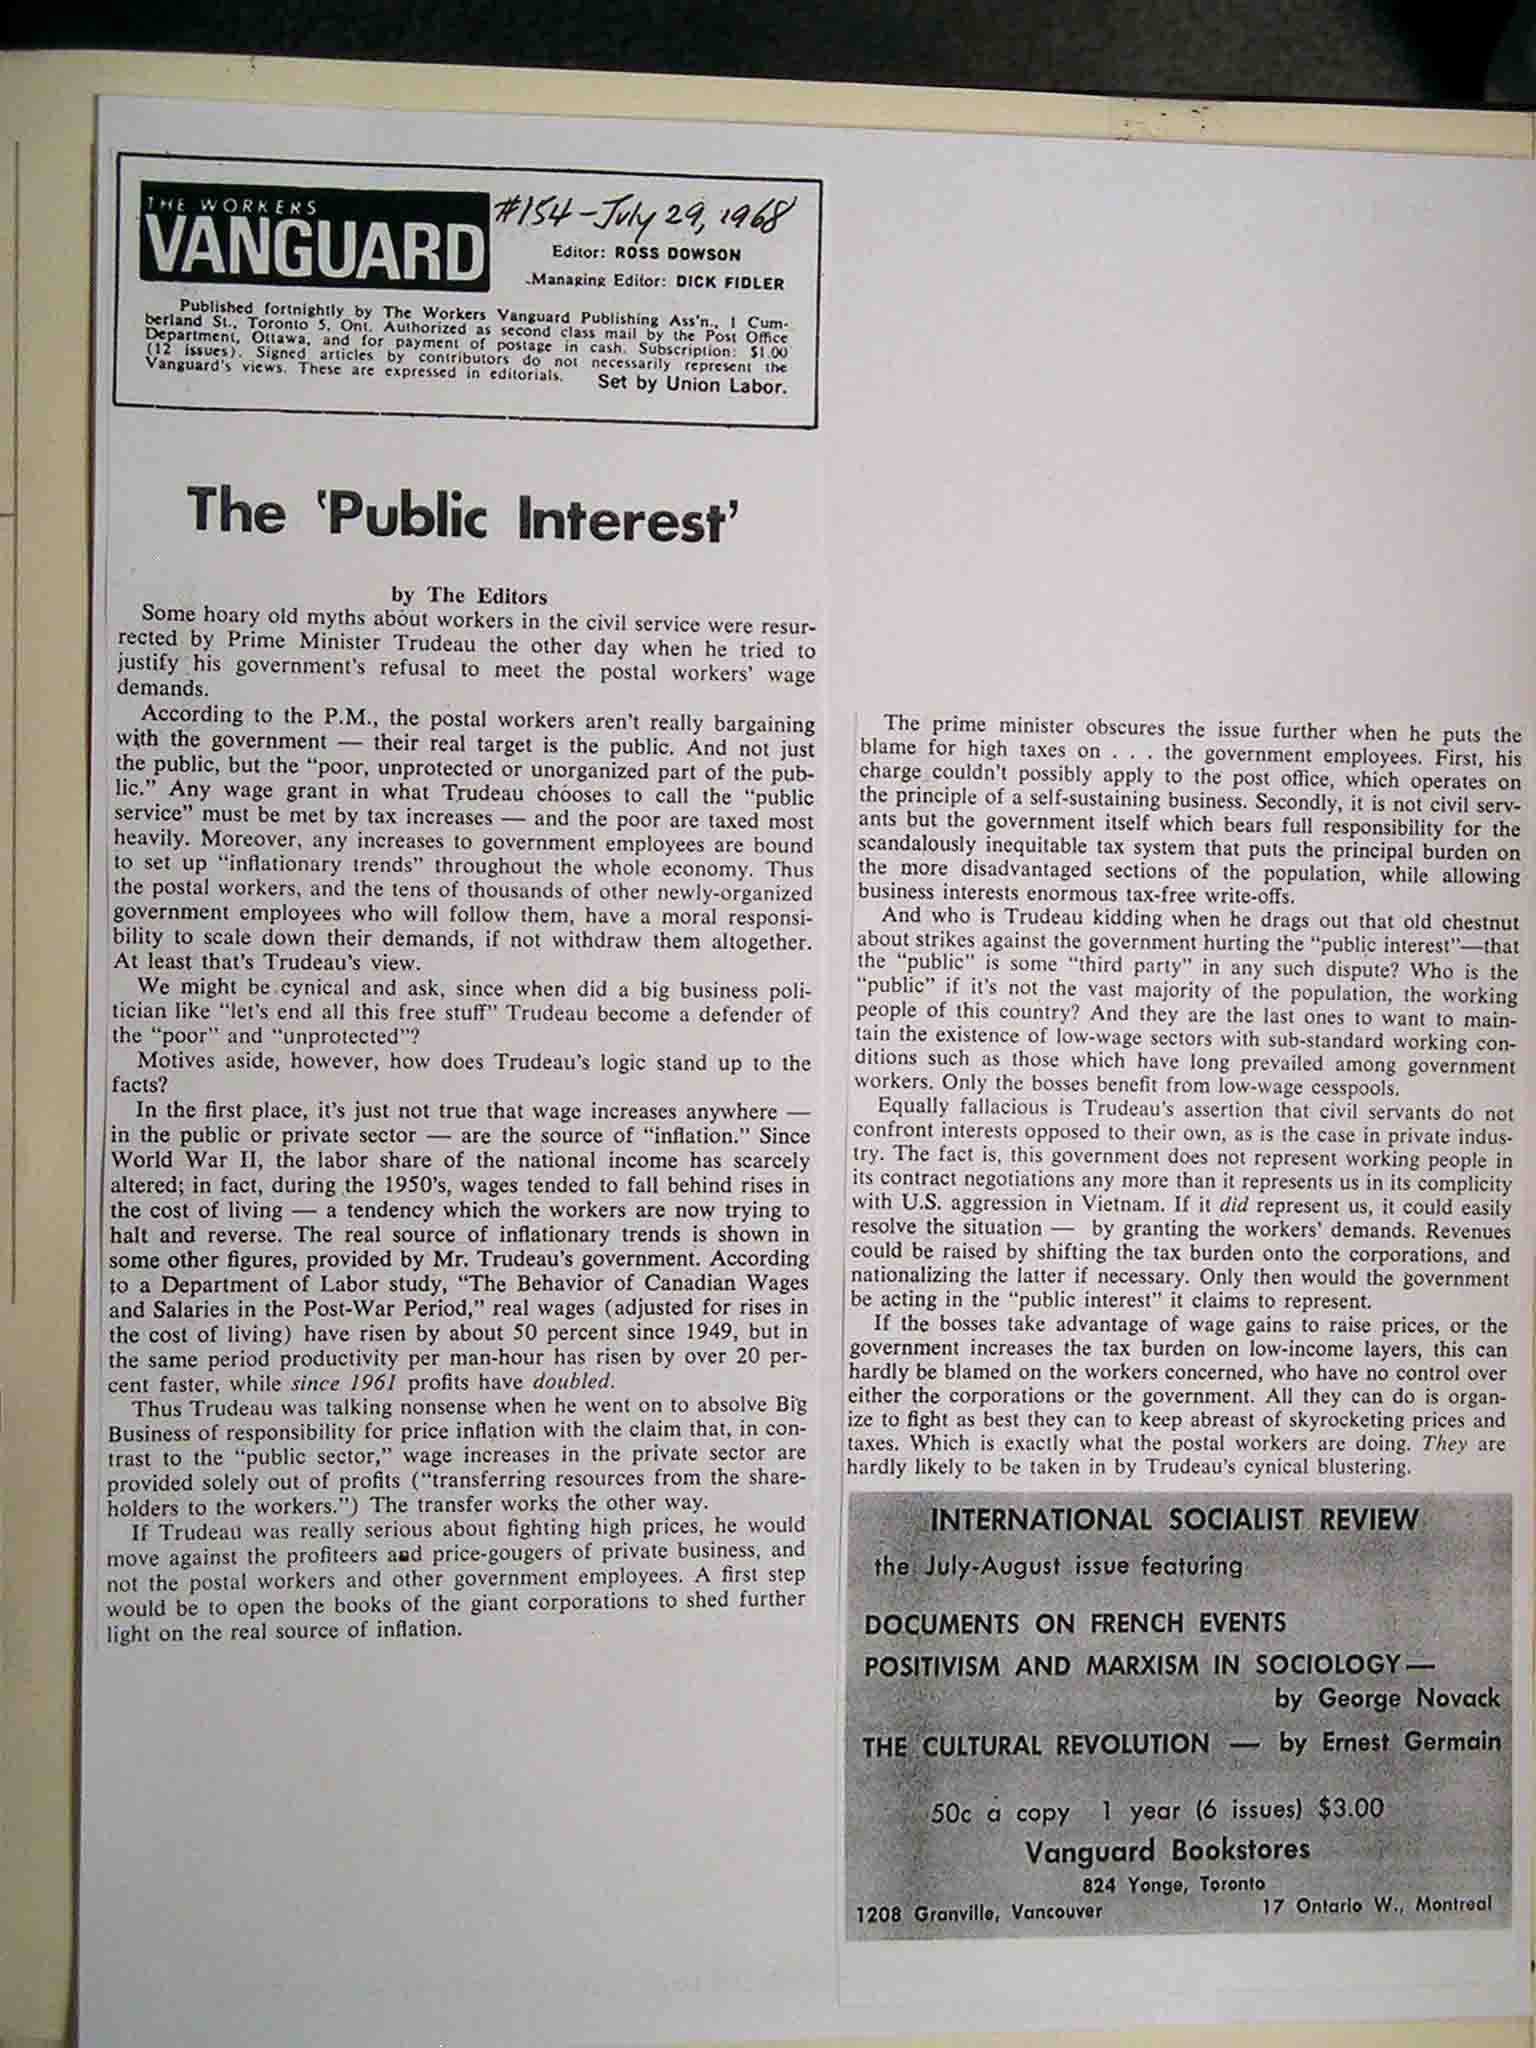 THE WORKERS
VANGUARD
#154 - July 29, 1968
Editor: ROSS DOWSON
Managing Editor: DICK FIDLER
Published fortnightly by The Workers Vanguard Publishing Ass'n., 1 Cum-
berland St., Toronto 5, Ont. Authorized as second class mail by the Post Office
Department, Ottawa, and for payment of postage in cash. Subscription: $1.00
(12 issues). Signed articles by contributors do not necessarily represent the
Vanguard's views. These are expressed in editorials. Set by Union Labor.
The 'Public Interest'
by The Editors
Some hoary old myths about workers in the civil service were resur-
rected by Prime Minister Trudeau the other day when he tried to
justify his government's refusal to meet the postal workers' wage
demands.
According to the P.M., the postal workers aren't really bargaining
with the government — their real target is the public. And not just
the public, but the "poor, unprotected or unorganized part of the pub-
lic." Any wage grant in what Trudeau chooses to call the "public
service" must be met by tax increases — and the poor are taxed most
heavily. Moreover, any increases to government employees are bound
to set up "inflationary trends" throughout the whole economy. Thus
the postal workers, and the tens of thousands of other newly-organized
government employees who will follow them, have a moral responsi-
bility to scale down their demands, if not withdraw them altogether.
At least that's Trudeau's view.
We might be cynical and ask, since when did a big business poli-
tician like "let's end all this free stuff" Trudeau become a defender of
the "poor" and "unprotected"?
Motives aside, however, how does Trudeau's logic stand up to the
facts?
In the first place, it's just not true that wage increases anywhere —
in the public or private sector — are the source of "inflation." Since
World War II, the labor share of the national income has scarcely
altered; in fact, during the 1950's, wages tended to fall behind rises in
the cost of living — a tendency which the workers are now trying to
halt and reverse. The real source of inflationary trends is shown in
some other figures, provided by Mr. Trudeau's government. According
to a Department of Labor study, "The Behavior of Canadian Wages
and Salaries in the Post-War Period," real wages (adjusted for rises in
the cost of living) have risen by about 50 percent since 1949, but in
the same period productivity per man-hour has risen by over 20 per-
cent faster, while since 1961 profits have doubled.
Thus Trudeau was talking nonsense when he went on to absolve Big
Business of responsibility for price inflation with the claim that, in con-
trast to the "public sector," wage increases in the private sector are
provided solely out of profits ("transferring resources from the share-
holders to the workers.") The transfer works the other way.
If Trudeau was really serious about fighting high prices, he would
move against the profiteers and price-gougers of private business, and
not the postal workers and other government employees. A first step
would be to open the books of the giant corporations to shed further
light on the real source of inflation.
The prime minister obscures the issue further when he puts the
blame for high taxes on . . . the government employees. First, his
charge couldn't possibly apply to the post office, which operates on
the principle of a self-sustaining business. Secondly, it is not civil serv-
ants but the government itself which bears full responsibility for the
scandalously inequitable tax system that puts the principal burden on
the more disadvantaged sections of the population, while allowing
business interests enormous tax-free write-offs.
And who is Trudeau kidding when he drags out that old chestnut
about strikes against the government hurting the "public interest"—that
the "public" is some "third party" in any such dispute? Who is the
"public" if it's not the vast majority of the population, the working
people of this country? And they are the last ones to want to main-
tain the existence of low-wage sectors with sub-standard working con-
ditions such as those which have long prevailed among government
workers. Only the bosses benefit from low-wage cesspools.
Equally fallacious is Trudeau's assertion that civil servants do not
confront interests opposed to their own, as is the case in private indus-
try. The fact is, this government does not represent working people in
its contract negotiations any more than it represents us in its complicity
with U.S. aggression in Vietnam. If it did represent us, it could easily
resolve the situation — by granting the workers' demands. Revenues
could be raised by shifting the tax burden onto the corporations, and
nationalizing the latter if necessary. Only then would the government
be acting in the "public interest" it claims to represent.
If the bosses take advantage of wage gains to raise prices, or the
government increases the tax burden on low-income layers, this can
hardly be blamed on the workers concerned, who have no control over
either the corporations or the government. All they can do is organ-
ize to fight as best they can to keep abreast of skyrocketing prices and
taxes. Which is exactly what the postal workers are doing. They are
hardly likely to be taken in by Trudeau's cynical blustering.
INTERNATIONAL SOCIALIST REVIEW
the July-August issue featuring
DOCUMENTS ON FRENCH EVENTS
POSITIVISM AND MARXISM IN SOCIOLOGY—
by George Novack
THE CULTURAL REVOLUTION — by Ernest Germain
50c a copy 1 year (6 issues) $3.00
Vanguard Bookstores
824 Yonge, Toronto
1208 Granville, Vancouver 17 Ontario W., Montreal